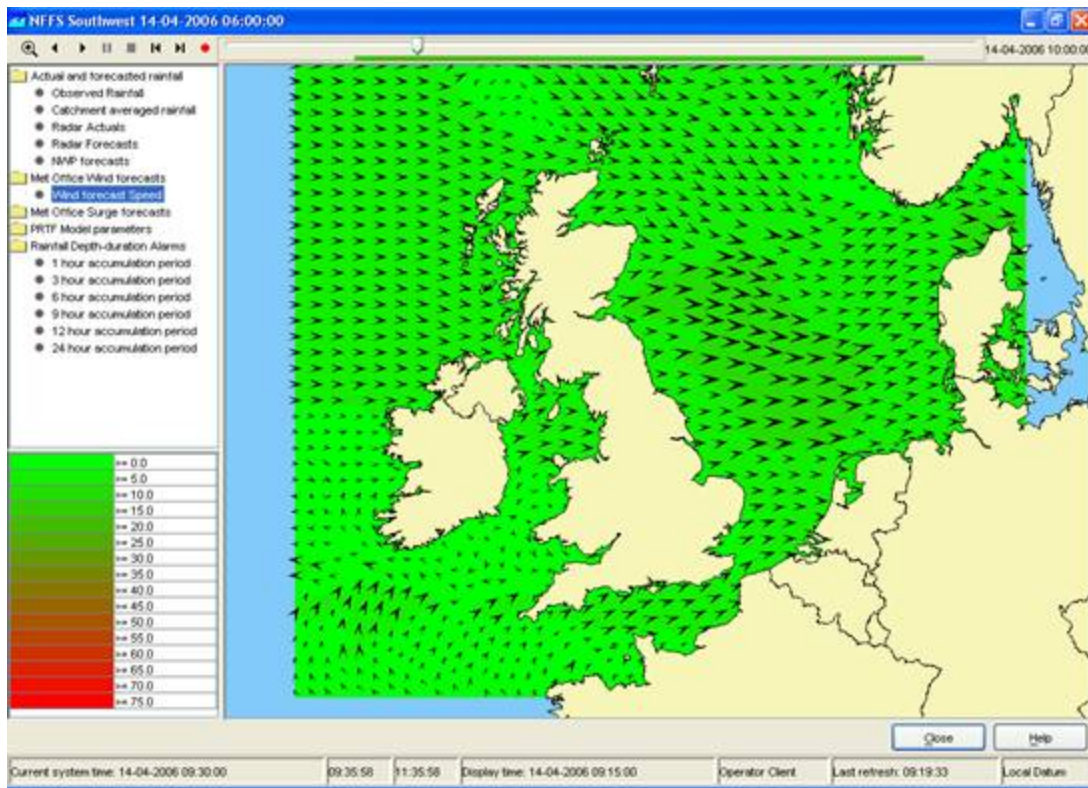 NFFS Southwest 14-04-2006 06:00:00
14-04-2006 10:00:00
Actual and forecasted rainfall
Observed Rainfall
Catchment averaged rainfall
Radar Actuals
Radar Forecasts
NWP forecasts
Met Office Wind forecasts
Wind forecast Speed
Met Office Surge forecasts
PRTF Model parameters
Rainfall Depth-duration Alarms
1 hour accumulation period
3 hour accumulation period
6 hour accumulation period
9 hour accumulation period
12 hour accumulation period
24 hour accumulation period
>= 0.0
>= 5.0
>= 10.0
>= 15.0
>= 20.0
>= 25.0
>= 30.0
>= 35.0
>= 40.0
>= 45.0
>= 50.0
>= 55.0
>= 60.0
>= 65.0
>= 70.0
>= 75.0
Close Help
Current system time: 14-04-2006 09:30:00 09:35:58 11:35:58 Display time: 14-04-2006 09:15:00 Operator Client Last refresh: 09:19:33 Local Datum